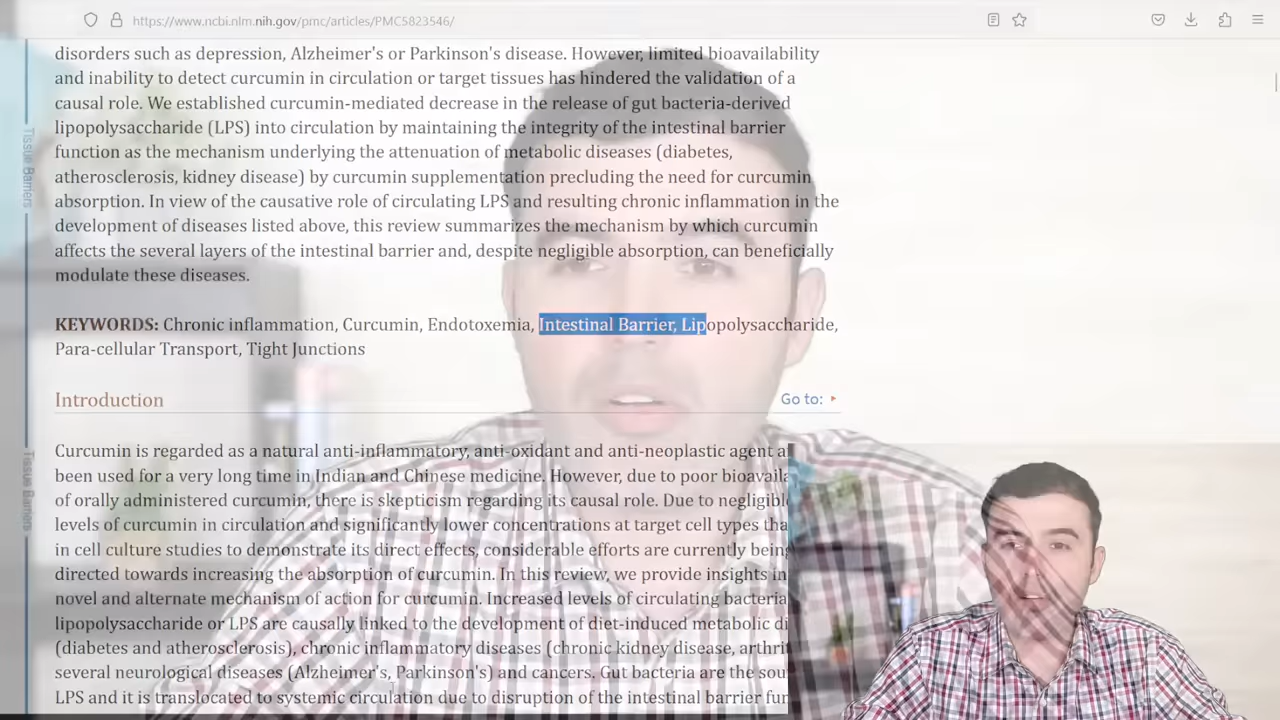 https://www.ncbi.nlm.nih.gov/pmc/articles/PMC5823546/
disorders such as depression, Alzheimer's or Parkinson's disease. However, limited bioavailability
and inability to detect curcumin in circulation or target tissues has hindered the validation of a
causal role. We established curcumin-mediated decrease in the release of gut bacteria-derived
lipopolysaccharide (LPS) into circulation by maintaining the integrity of the intestinal barrier
function as the mechanism underlying the attenuation of metabolic diseases (diabetes,
atherosclerosis, kidney disease) by curcumin supplementation precluding the need for curcumin
absorption. In view of the causative role of circulating LPS and resulting chronic inflammation in the
development of diseases listed above, this review summarizes the mechanism by which curcumin
affects the several layers of the intestinal barrier and, despite negligible absorption, can beneficially
modulate these diseases.
KEYWORDS: Chronic inflammation, Curcumin, Endotoxemia, Intestinal Barrier, Lipopolysaccharide,
Para-cellular Transport, Tight Junctions
Introduction
Go to:
Curcumin is regarded as a natural anti-inflammatory, anti-oxidant and anti-neoplastic agent a
been used for a very long time in Indian and Chinese medicine. However, due to poor bioavaila
of orally administered curcumin, there is skepticism regarding its causal role. Due to negligibl
levels of curcumin in circulation and significantly lower concentrations at target cell types tha
in cell culture studies to demonstrate its direct effects, considerable efforts are currently being
directed towards increasing the absorption of curcumin. In this review, we provide insights in
novel and alternate mechanism of action for curcumin. Increased levels of circulating bacteria
lipopolysaccharide or LPS are causally linked to the development of diet-induced metabolic di
(diabetes and atherosclerosis), chronic inflammatory diseases (chronic kidney disease, arthrit
several neurological diseases (Alzheimer's, Parkinson's) and cancers. Gut bacteria are the sou
LPS and it is translocated to systemic circulation due to disruption of the intestinal barrier fun
Tissue Barriers
Tissue Barriers